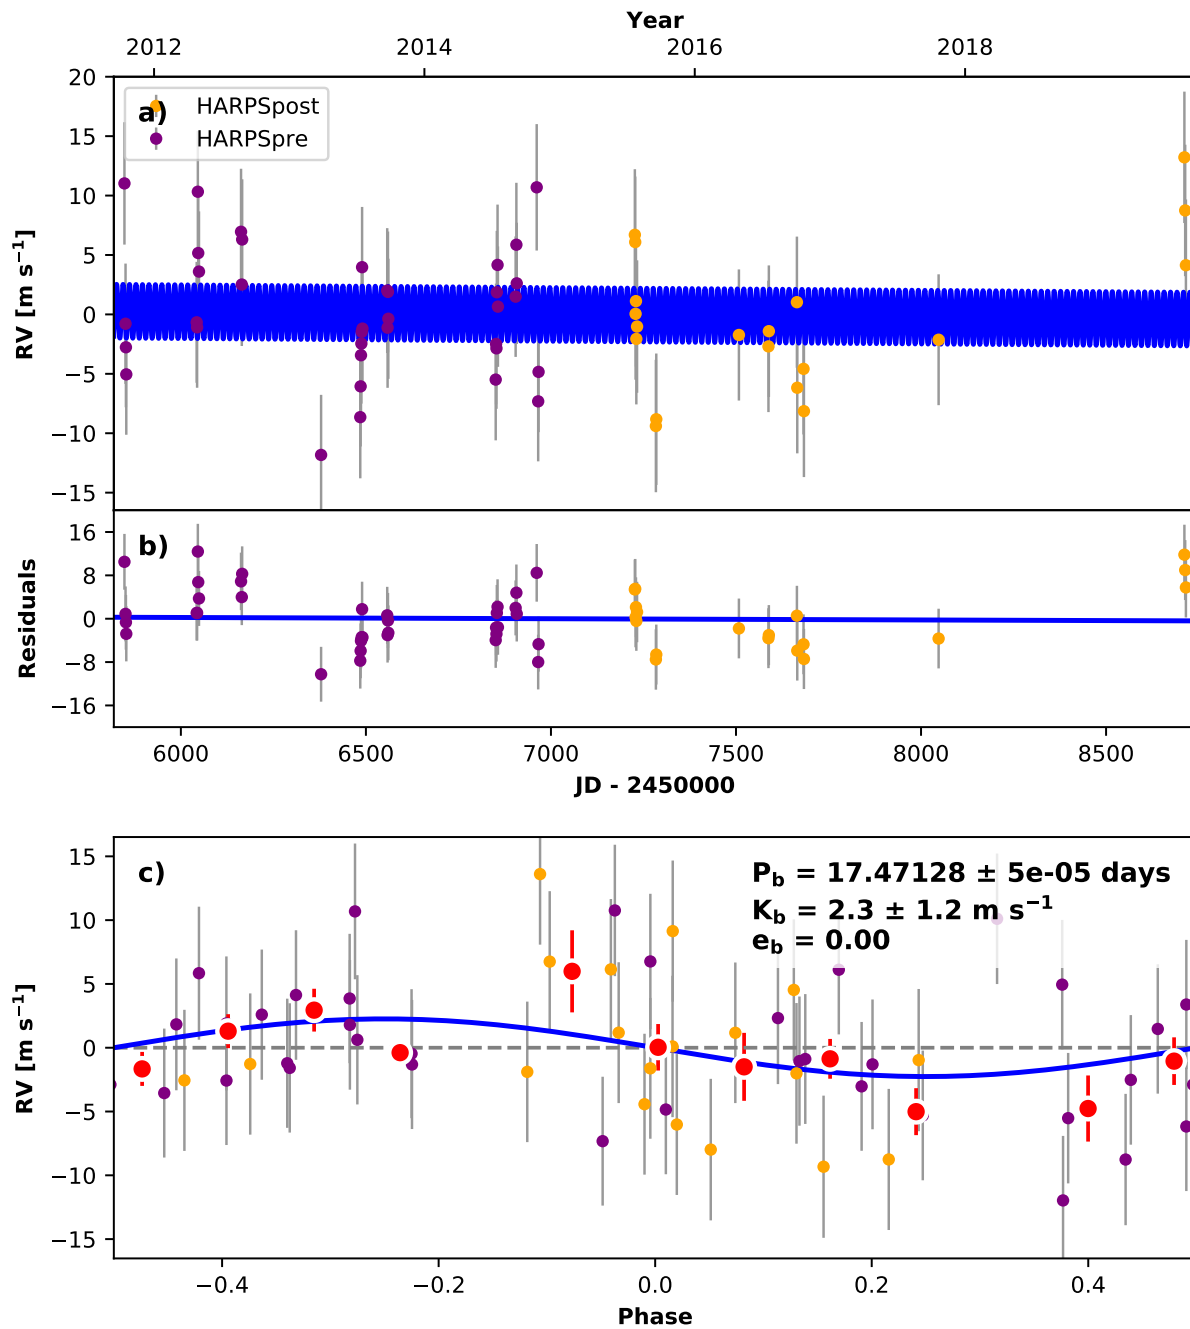 Year
2012 2014 2016 2018
a)
HARPSpost
HARPSpre
20
15
10
5
0
−5
−10
−15
RV [m s⁻¹]
b)
16
8
0
−8
−16
Residuals
6000 6500 7000 7500 8000 8500
JD - 2450000
c)
P_b = 17.47128 ± 5e-05 days
K_b = 2.3 ± 1.2 m s⁻¹
e_b = 0.00
15
10
5
0
−5
−10
−15
RV [m s⁻¹]
−0.4 −0.2 0.0 0.2 0.4
Phase